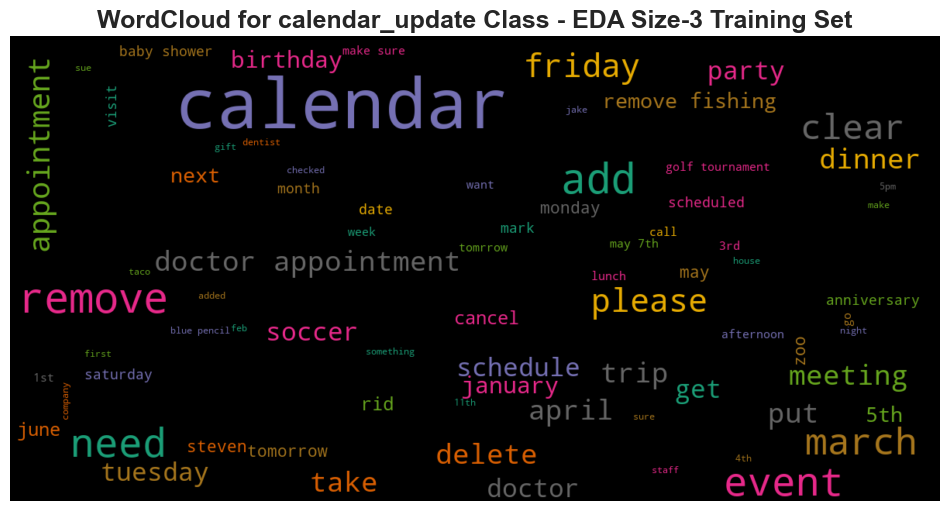 WordCloud for calendar_update Class - EDA Size-3 Training Set
baby shower
make sure
birthday
friday
sue
party
appointment
visit
calendar
remove fishing
jake
clear
gift
dentist
dinner
next
checked
month
want
add
golf tournament
5pm
date
monday
scheduled
make
week
mark
call
tomrrow
may 7th
3rd
doctor appointment
house
taco
lunch
may
remove
added
please
anniversary
blue pencil
feb
soccer
cancel
afternoon
go
night
first
something
zoo
1st
saturday
schedule
trip
meeting
company
january
get
rid
11th
april
sure
put
5th
june
need
steven
tomorrow
delete
4th
march
tuesday
take
doctor
staff
event